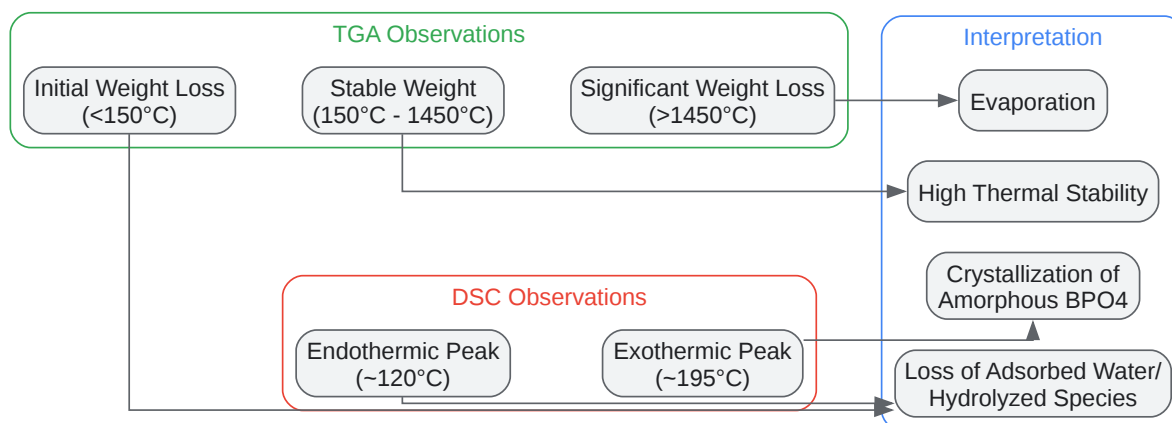 TGA Observations
Initial Weight Loss
(<150°C)
Stable Weight
(150°C - 1450°C)
Significant Weight Loss
(>1450°C)
DSC Observations
Endothermic Peak
(~120°C)
Exothermic Peak
(~195°C)
Interpretation
Evaporation
High Thermal Stability
Crystallization of
Amorphous BPO4
Loss of Adsorbed Water/
Hydrolyzed Species